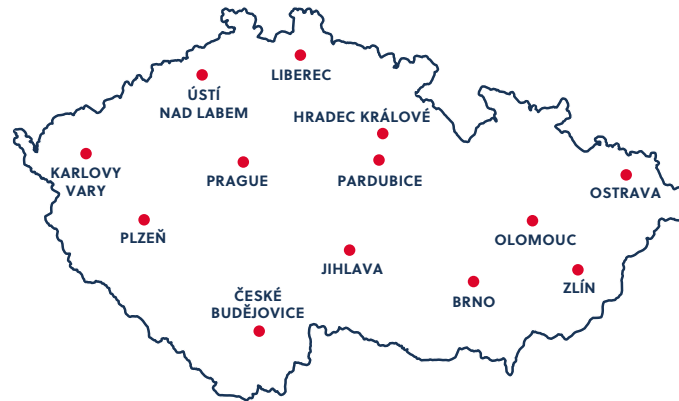 LIBEREC
ÚSTÍ
NAD LABEM
HRADEC KRÁLOVÉ
KARLOVY
VARY
PRAGUE
PARDUBICE
OSTRAVA
PLZEŇ
OLOMOUC
JIHLAVA
ZLÍN
ČESKÉ
BUDĚJOVICE
BRNO